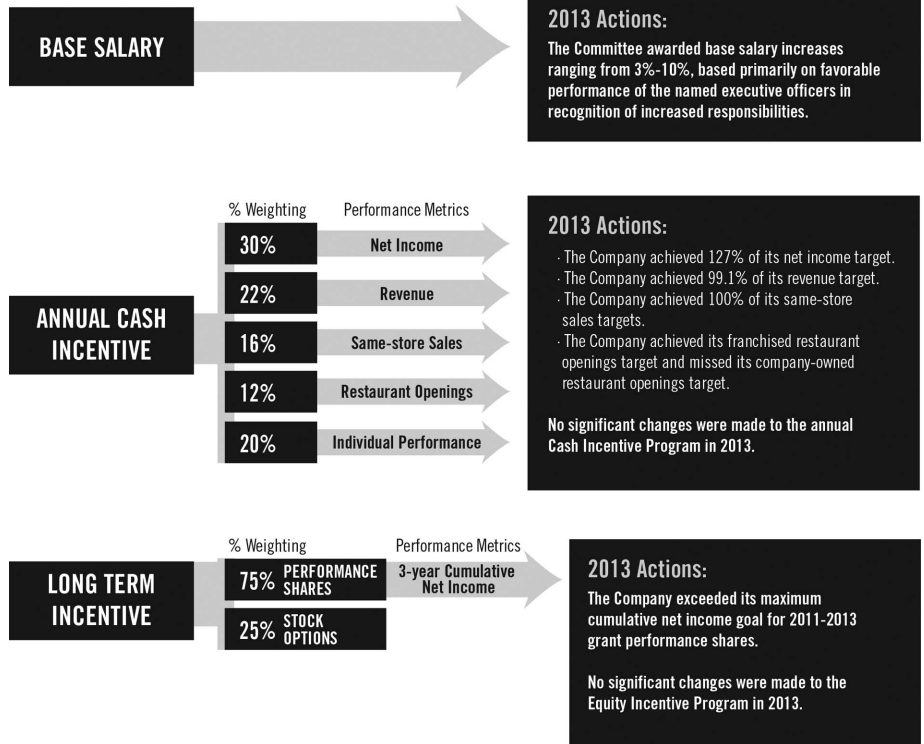 BASE SALARY
2013 Actions:
The Committee awarded base salary increases
ranging from 3%-10%, based primarily on favorable
performance of the named executive officers in
recognition of increased responsibilities.
% Weighting
Performance Metrics
ANNUAL CASH
INCENTIVE
30%
Net Income
22%
Revenue
16%
Same-store Sales
12%
Restaurant Openings
20%
Individual Performance
2013 Actions:
· The Company achieved 127% of its net income target.
· The Company achieved 99.1% of its revenue target.
· The Company achieved 100% of its same-store
sales targets.
· The Company achieved its franchised restaurant
openings target and missed its company-owned
restaurant openings target.
No significant changes were made to the annual
Cash Incentive Program in 2013.
% Weighting
Performance Metrics
LONG TERM
INCENTIVE
75% PERFORMANCE
SHARES
3-year Cumulative
Net Income
25% STOCK
OPTIONS
2013 Actions:
The Company exceeded its maximum
cumulative net income goal for 2011-2013
grant performance shares.
No significant changes were made to the
Equity Incentive Program in 2013.